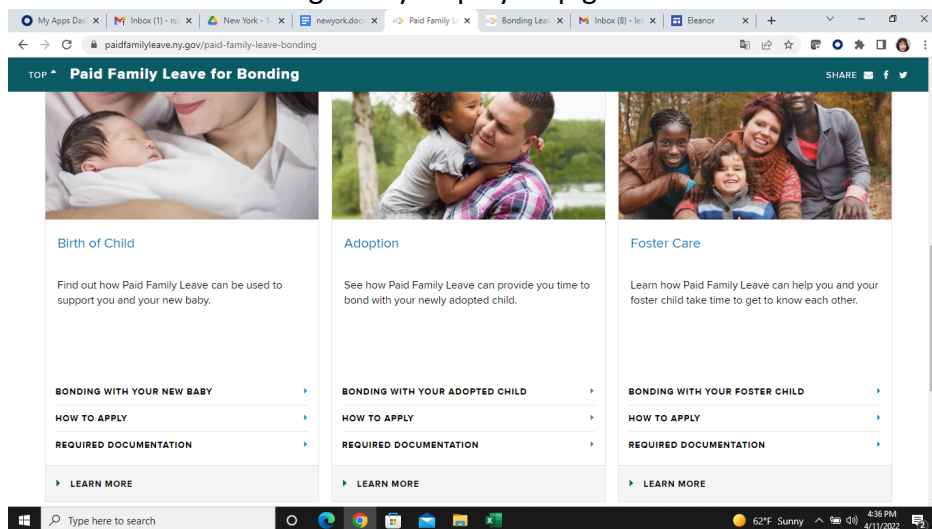 My Apps Das
Inbox (1) - rsc
New York - 1
newyork.docx
Paid Family L
Bonding Leav
Inbox (8) - le
Eleanor
paidfamilyleave.ny.gov/paid-family-leave-bonding
TOP Paid Family Leave for Bonding
SHARE
Birth of Child
Find out how Paid Family Leave can be used to
support you and your new baby.
BONDING WITH YOUR NEW BABY
HOW TO APPLY
REQUIRED DOCUMENTATION
LEARN MORE
Adoption
See how Paid Family Leave can provide you time to
bond with your newly adopted child.
BONDING WITH YOUR ADOPTED CHILD
HOW TO APPLY
REQUIRED DOCUMENTATION
LEARN MORE
Foster Care
Learn how Paid Family Leave can help you and your
foster child take time to get to know each other.
BONDING WITH YOUR FOSTER CHILD
HOW TO APPLY
REQUIRED DOCUMENTATION
LEARN MORE
Type here to search
62°F Sunny
4:36 PM
4/11/2022
2